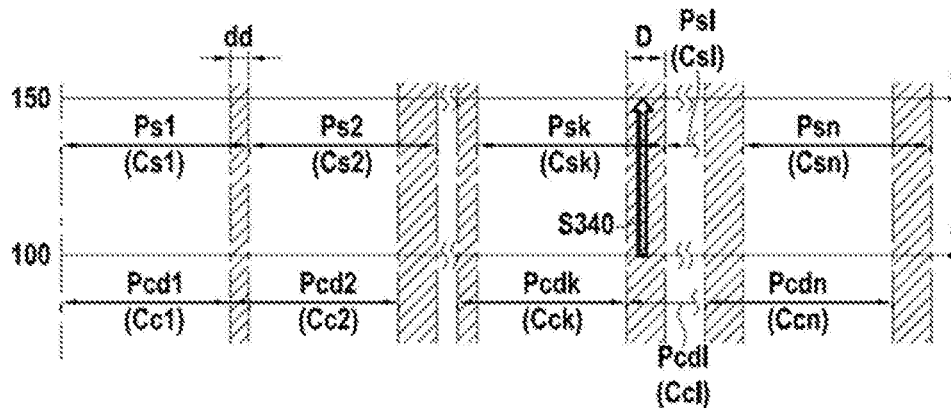 dd
D
Psl
(Csl)
150
Ps1
(Cs1)
Ps2
(Cs2)
Psk
(Csk)
Psn
(Csn)
S340
100
Pcd1
(Cc1)
Pcd2
(Cc2)
Pcdk
(Cck)
Pcdn
(Ccn)
Pcdl
(Ccl)